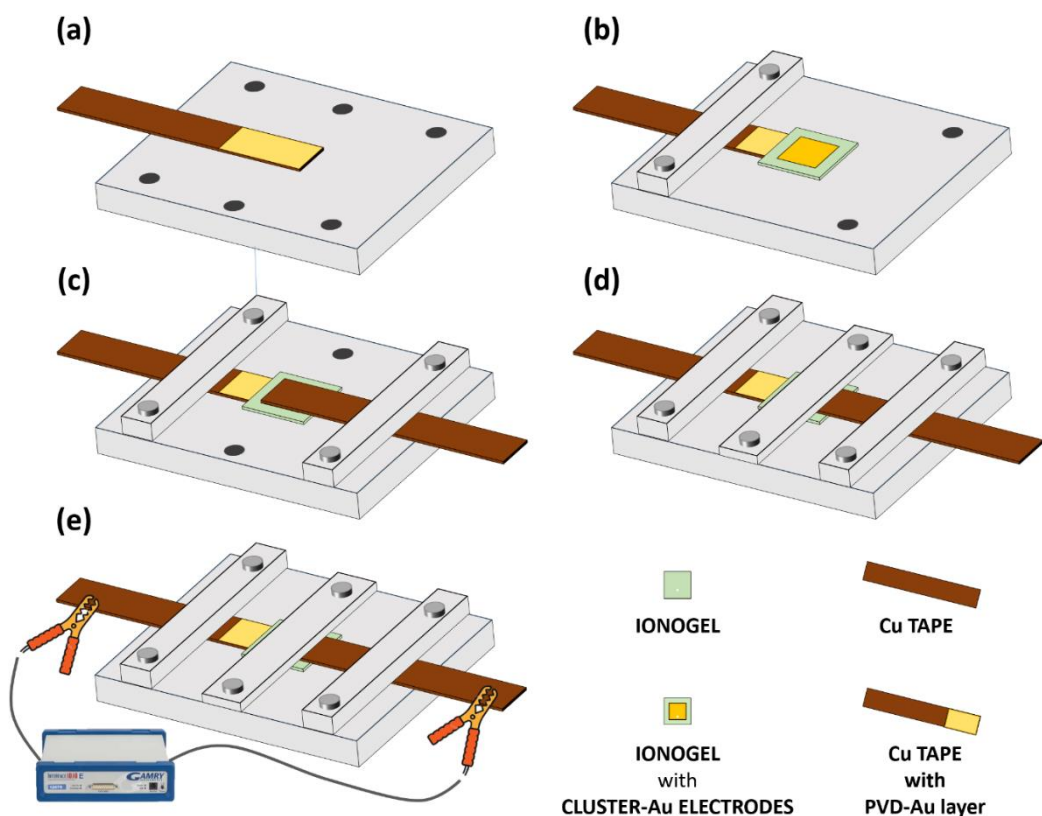 (a)
(b)
(c)
(d)
(e)
IONOGEL
Cu TAPE
IONOGEL
with
CLUSTER-Au ELECTRODES
Cu TAPE
with
PVD-Au layer
GAMRY